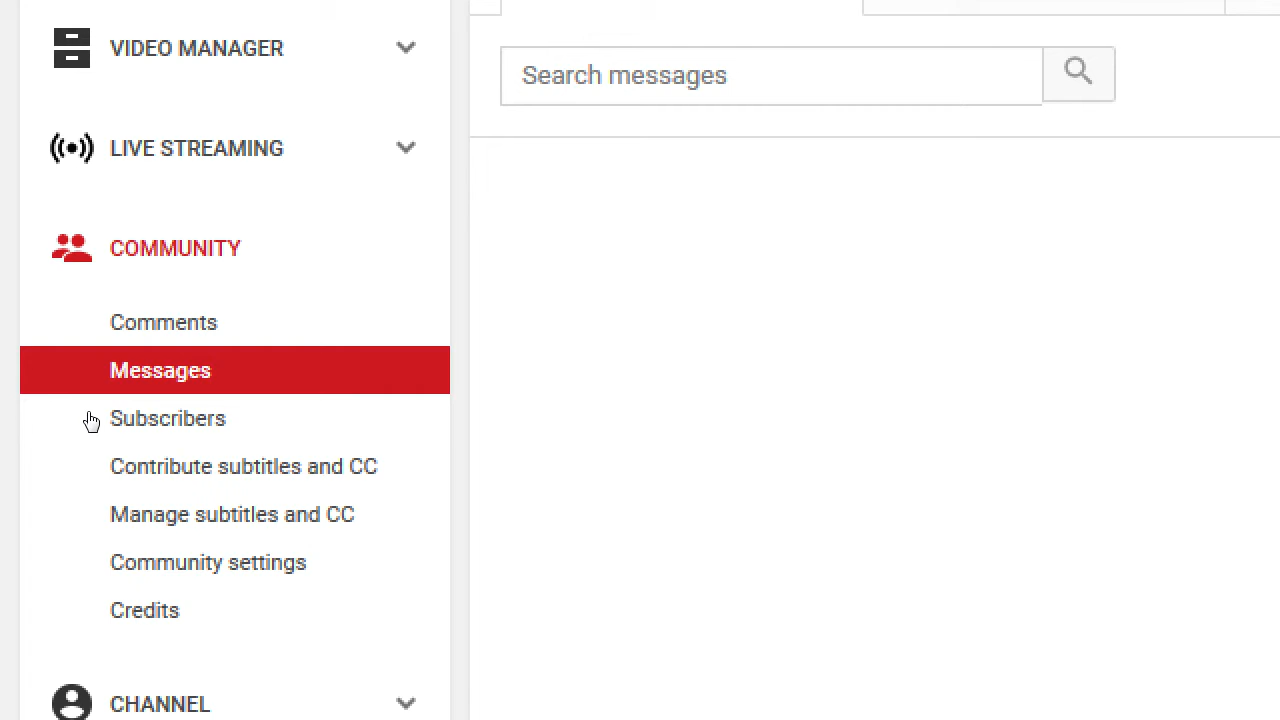 VIDEO MANAGER
Search messages
LIVE STREAMING
COMMUNITY
Comments
Messages
Subscribers
Contribute subtitles and CC
Manage subtitles and CC
Community settings
Credits
CHANNEL